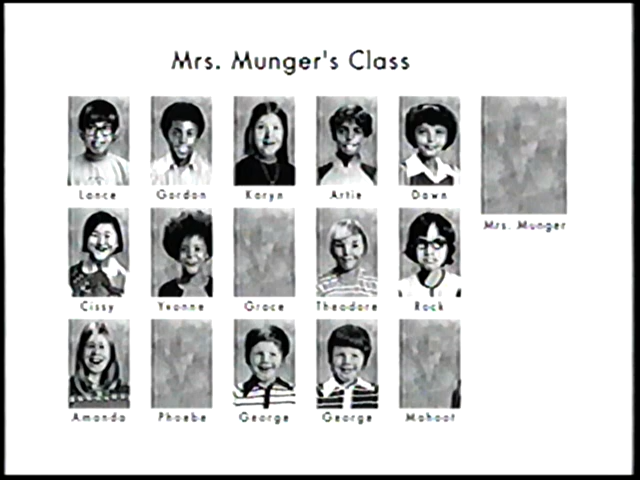 Mrs. Munger's Class
Lance Gordon Karyn Artie Dawn
Mrs. Munger
Cissy Yvonne Grace Theodore Rock
Amanda Phoebe George George Mahoot